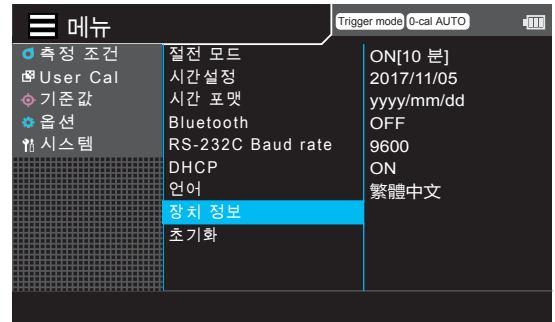 메뉴
Trigger mode 0-cal AUTO
측정 조건
User Cal
기준값
옵션
시스템
절전 모드 ON[10 분]
시간설정 2017/11/05
시간 포맷 yyyy/mm/dd
Bluetooth OFF
RS-232C Baud rate 9600
DHCP ON
언어 繁體中文
장치 정보
초기화